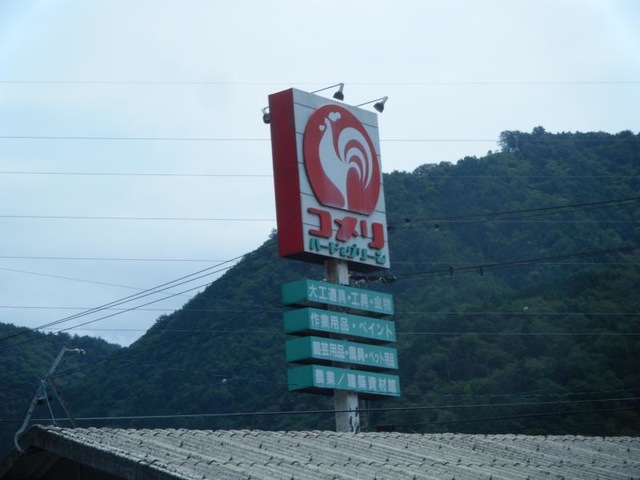 コメリ
ハード&グリーン
大工道具・工具・金物
作業用品・ペイント
園芸用品・農具・ペット用品
農業／建築資材館